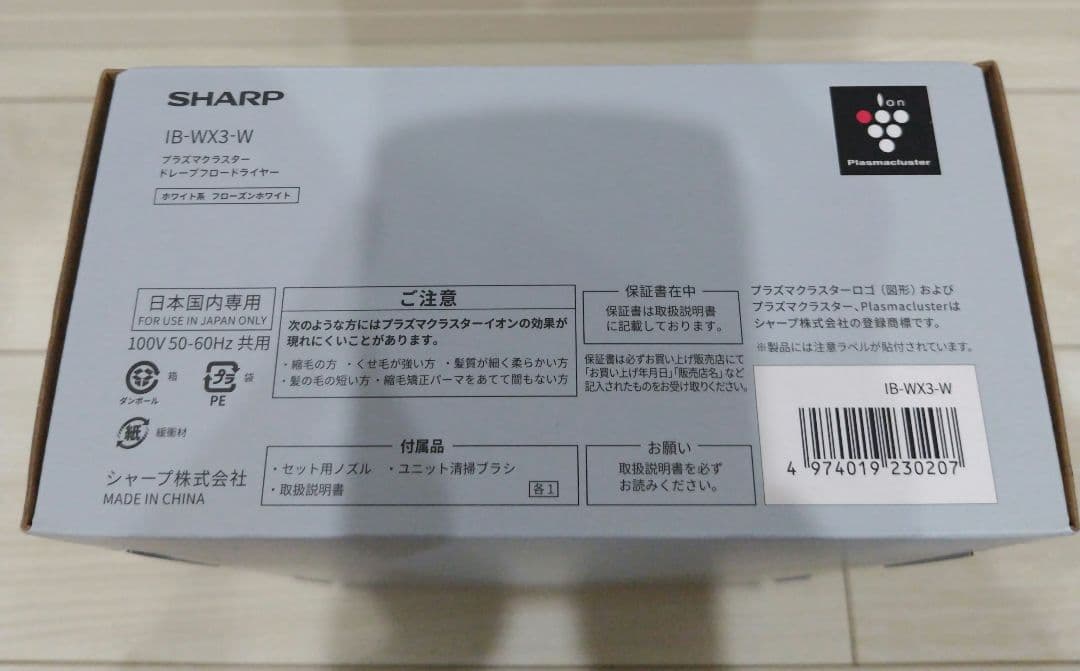 SHARP
IB-WX3-W
プラズマクラスター
ドレープフロードライヤー
ホワイト系 フローズンホワイト
Ion
Plasmacluster
日本国内専用
FOR USE IN JAPAN ONLY
100V 50-60Hz 共用
箱
ダンボール
プラ
袋
PE
紙
緩衝材
シャープ株式会社
MADE IN CHINA
ご注意
次のような方にはプラズマクラスターイオンの効果が
現れにくいことがあります。
・縮毛の方 ・くせ毛が強い方 ・髪質が細く柔らかい方
・髪の毛の短い方・縮毛矯正パーマをあてて間もない方
付属品
・セット用ノズル ・ユニット清掃ブラシ
・取扱説明書
各1
保証書在中
保証書は取扱説明書
に記載しております。
保証書は必ずお買い上げ販売店にて
「お買い上げ年月日」「販売店名」など
記入されたものをお受け取りください。
お願い
取扱説明書を必ず
お読みください。
プラズマクラスターロゴ（図形）および
プラズマクラスター、Plasmaclusterは
シャープ株式会社の登録商標です。
※製品には注意ラベルが貼付されています。
IB-WX3-W
4 974019 230207